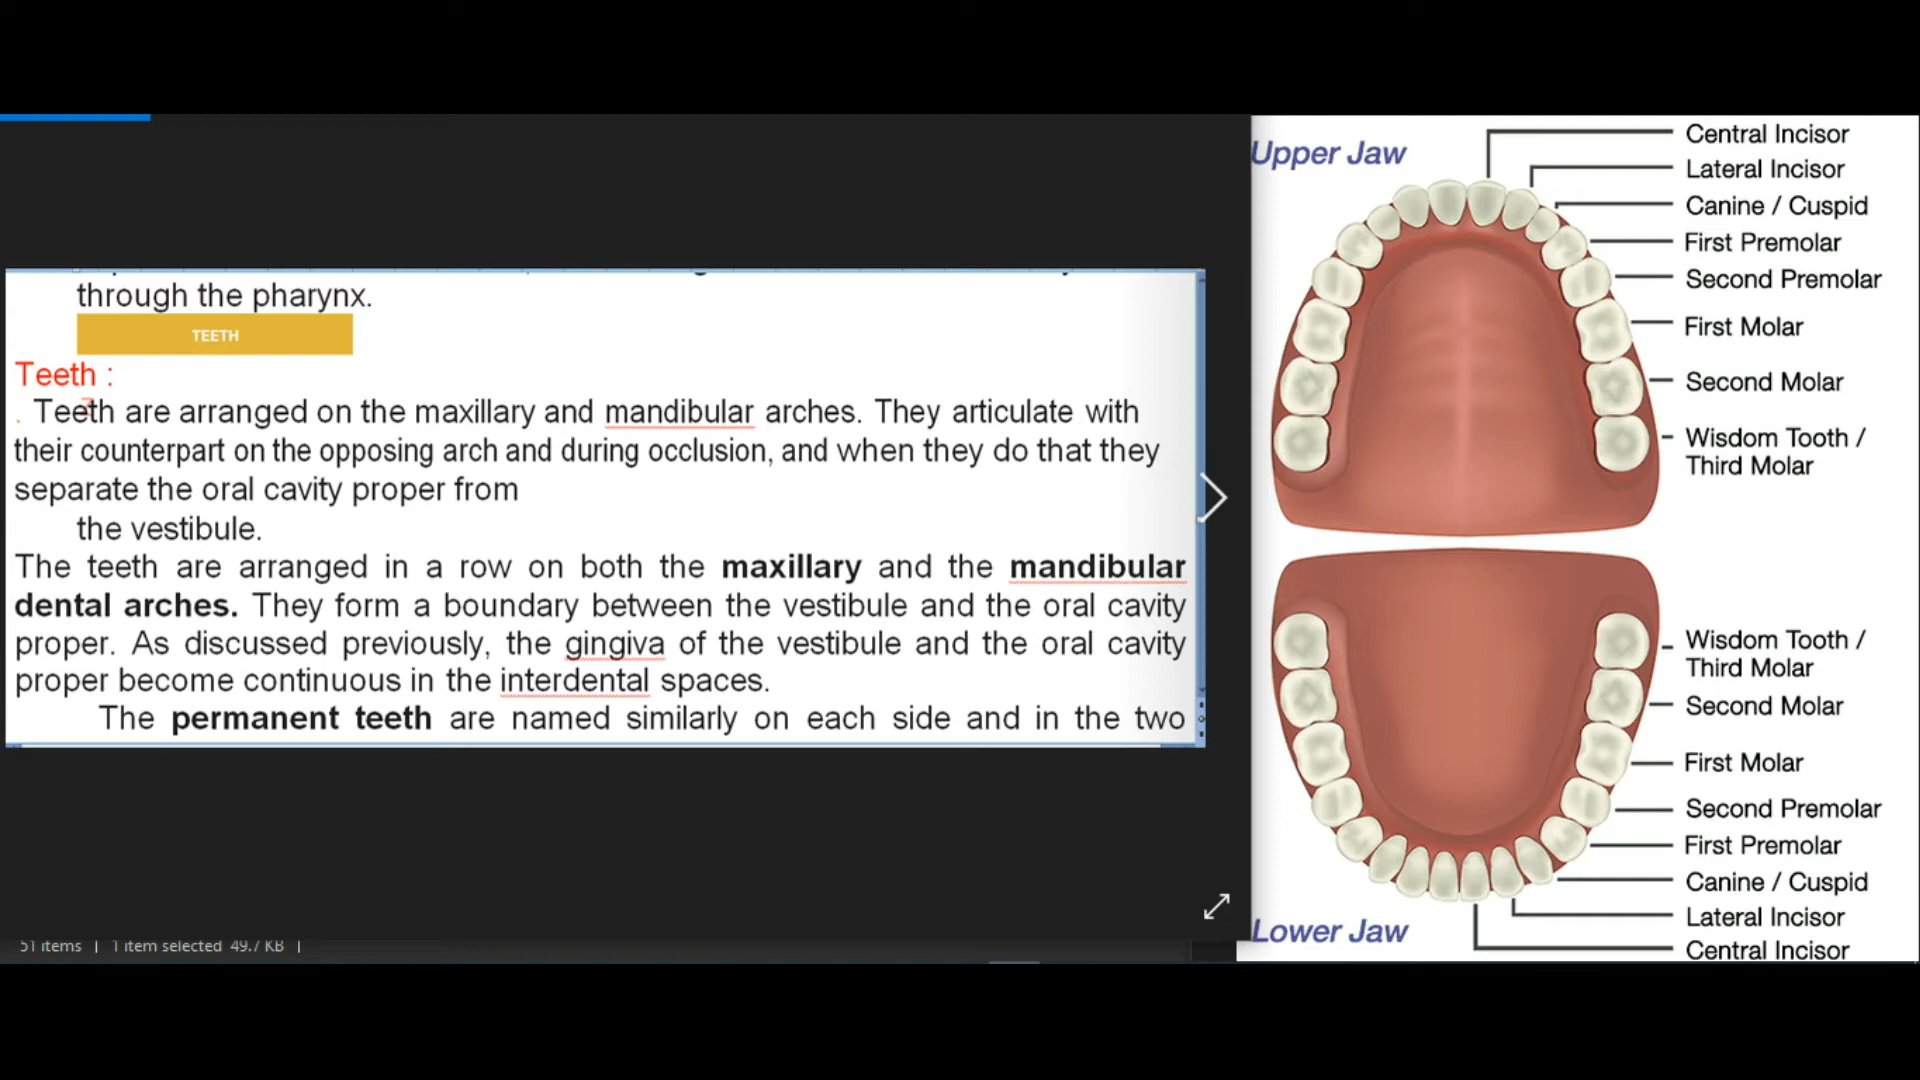 through the pharynx.
TEETH
Teeth :
. Teeth are arranged on the maxillary and mandibular arches. They articulate with
their counterpart on the opposing arch and during occlusion, and when they do that they
separate the oral cavity proper from
the vestibule.
The teeth are arranged in a row on both the maxillary and the mandibular
dental arches. They form a boundary between the vestibule and the oral cavity
proper. As discussed previously, the gingiva of the vestibule and the oral cavity
proper become continuous in the interdental spaces.
The permanent teeth are named similarly on each side and in the two
51 items | 1 item selected 49.7 KB |
Upper Jaw
Central Incisor
Lateral Incisor
Canine / Cuspid
First Premolar
Second Premolar
First Molar
Second Molar
Wisdom Tooth /
Third Molar
Wisdom Tooth /
Third Molar
Second Molar
First Molar
Second Premolar
First Premolar
Canine / Cuspid
Lateral Incisor
Central Incisor
Lower Jaw